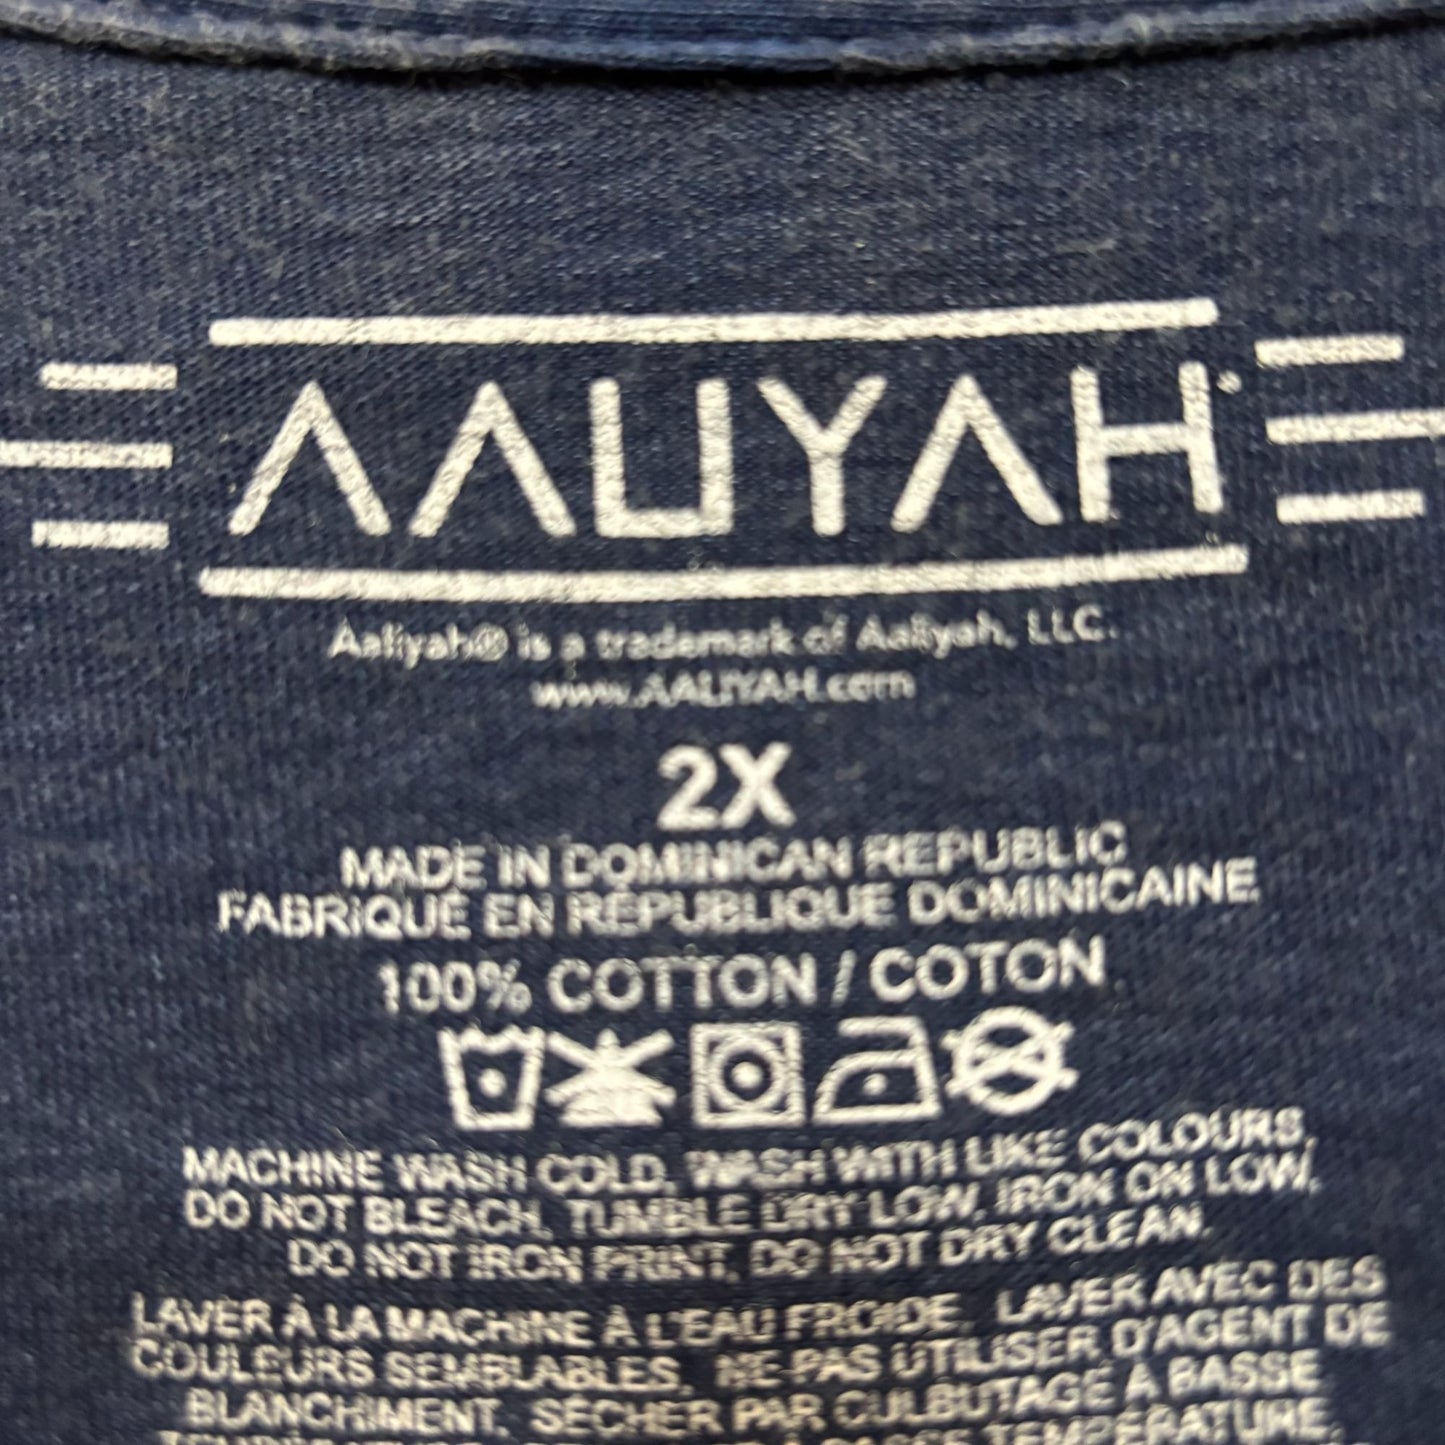 AALIYAH
Aaliyah® is a trademark of Aaliyah, LLC.
www.AALIYAH.com
2X
MADE IN DOMINICAN REPUBLIC
FABRIQUÉ EN RÉPUBLIQUE DOMINICAINE
100% COTTON / COTON
MACHINE WASH COLD, WASH WITH LIKE COLOURS,
DO NOT BLEACH, TUMBLE DRY LOW, IRON ON LOW,
DO NOT IRON PRINT, DO NOT DRY CLEAN.
LAVER À LA MACHINE À L'EAU FROIDE, LAVER AVEC DES
COULEURS SEMBLABLES, NE PAS UTILISER D'AGENT DE
BLANCHIMENT, SÉCHER PAR CULBUTAGE À BASSE
TEMPÉRATURE, À BASSE TEMPÉRATURE,